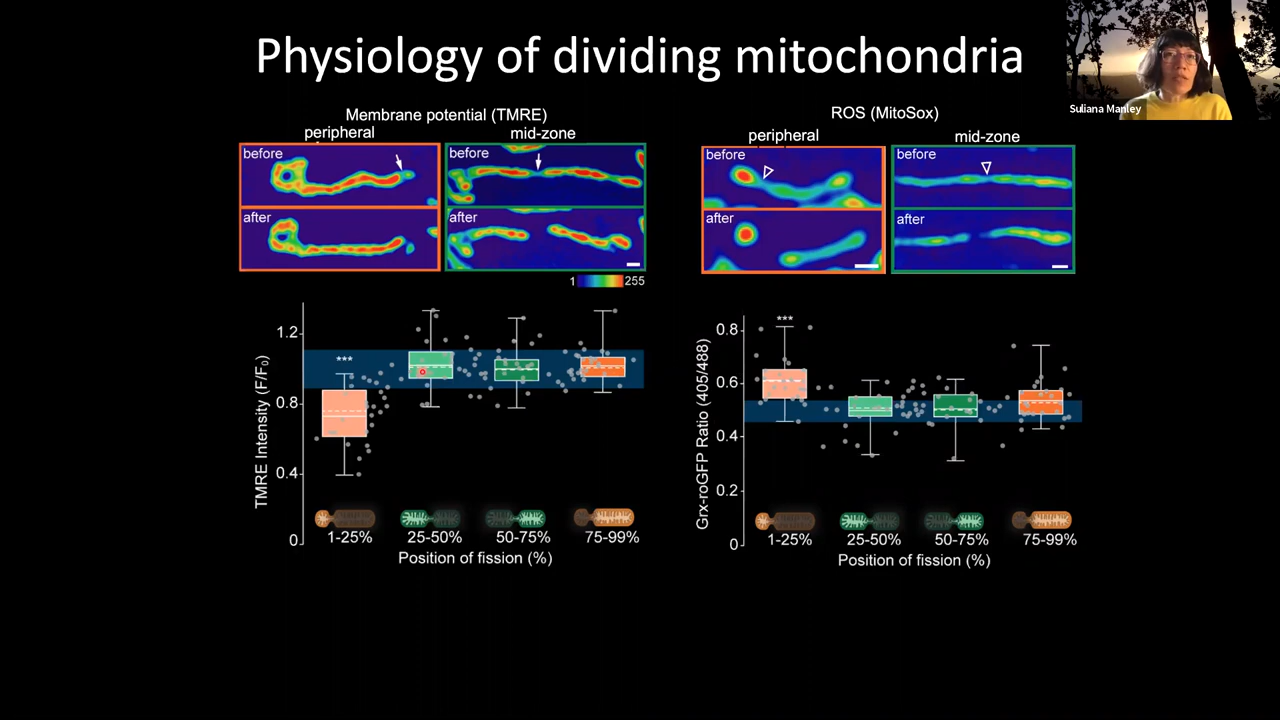 Physiology of dividing mitochondria
Suliana Manley
Membrane potential (TMRE)
peripheral
mid-zone
before
before
after
after
1
255
ROS (MitoSox)
peripheral
mid-zone
before
before
after
after
TMRE Intensity (F/F₀)
1.2
0.8
0.4
0
***
1-25%
25-50%
50-75%
75-99%
Position of fission (%)
Grx-roGFP Ratio (405/488)
0.8
0.6
0.4
0.2
0
***
1-25%
25-50%
50-75%
75-99%
Position of fission (%)